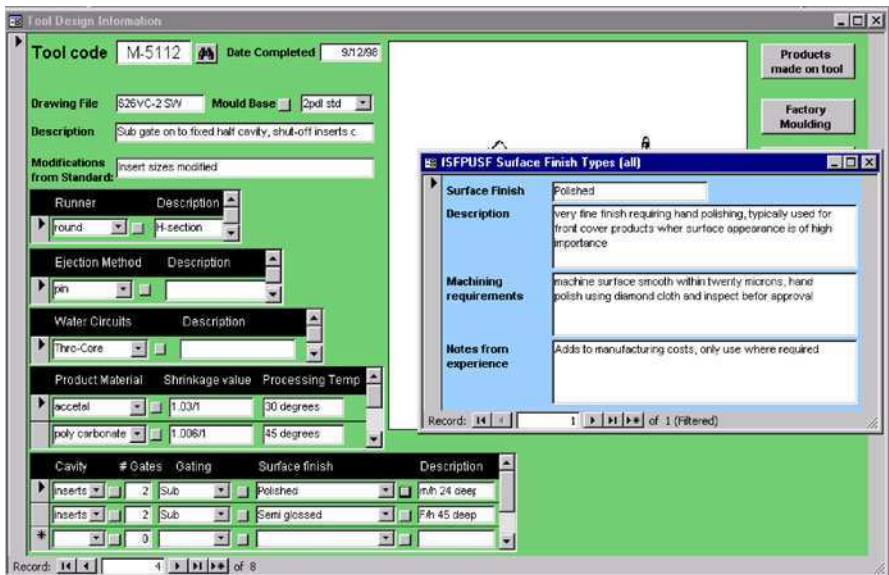 Tool Design Information
Tool code M-5112 Date Completed 9/12/98
Products
made on tool
Drawing File 626VC-2 SW Mould Base 2pdl std
Factory
Moulding
Description Sub gate on to fixed half cavity, shut-off inserts c
Modifications
from Standard: Insert sizes modified
Runner Description
round H-section
Ejection Method Description
pin
Water Circuits Description
Thro-Core
Product Material Shrinkage value Processing Temp
accetal 1.03/1 30 degrees
poly carbonate 1.006/1 45 degrees
Cavity # Gates Gating Surface finish Description
inserts 2 Sub Polished m/h 24 deep
inserts 2 Sub Semi glossed F/h 45 deep
0
Record: 4 of 8
fSFPUSF Surface Finish Types (all)
Surface Finish Polished
Description very fine finish requiring hand polishing, typically used for
front cover products wher surface appearance is of high
importance
Machining
requirements machine surface smooth within twenty microns, hand
polish using diamond cloth and inspect befor approval
Notes from
experience Adds to manufacturing costs, only use where required
Record: 1 of 1 (Filtered)